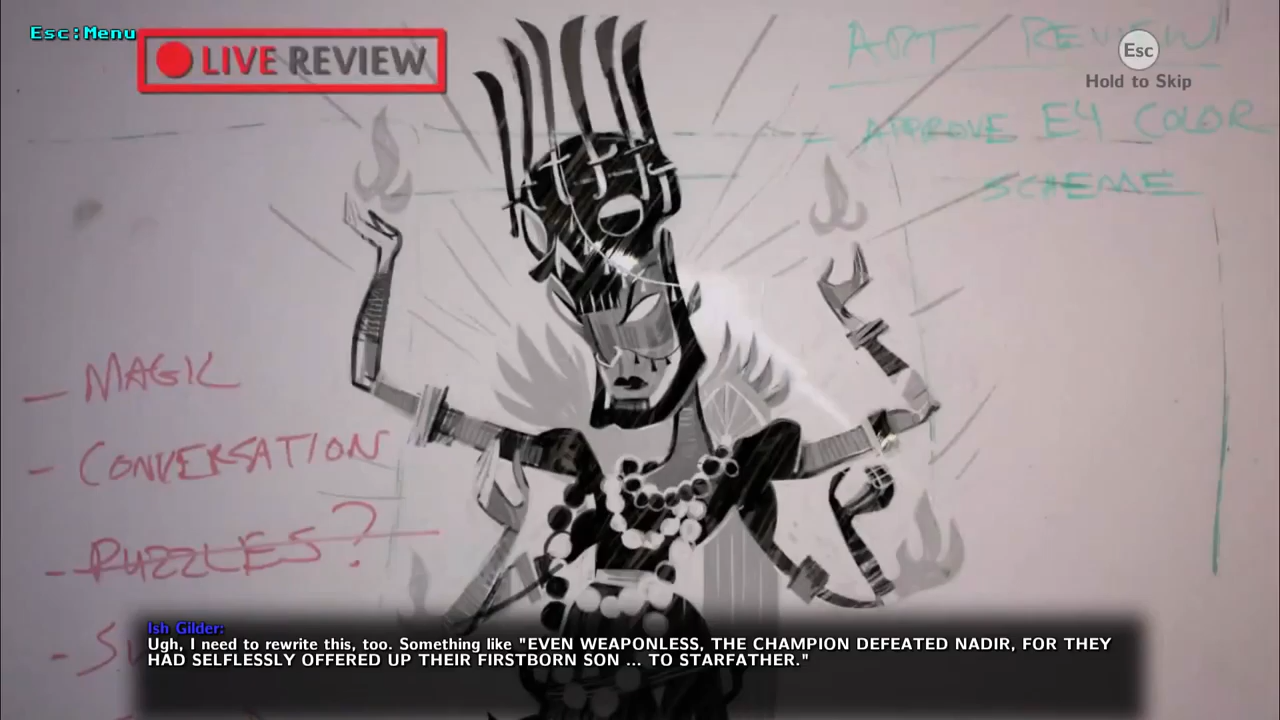 Esc:Menu
LIVE REVIEW
ART REVIEW
Esc
Hold to Skip
APPROVE E4 COLOR
SCHEME
- MAGIC
- CONVERSATION
- PUZZLES?
Ish Gilder:
Ugh, I need to rewrite this, too. Something like "EVEN WEAPONLESS, THE CHAMPION DEFEATED NADIR, FOR THEY
HAD SELFLESSLY OFFERED UP THEIR FIRSTBORN SON ... TO STARFATHER."